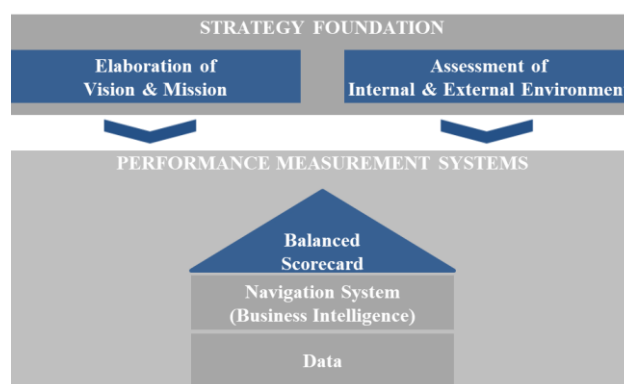 STRATEGY FOUNDATION
Elaboration of
Vision & Mission
Assessment of
Internal & External Environment
PERFORMANCE MEASUREMENT SYSTEMS
Balanced
Scorecard
Navigation System
(Business Intelligence)
Data